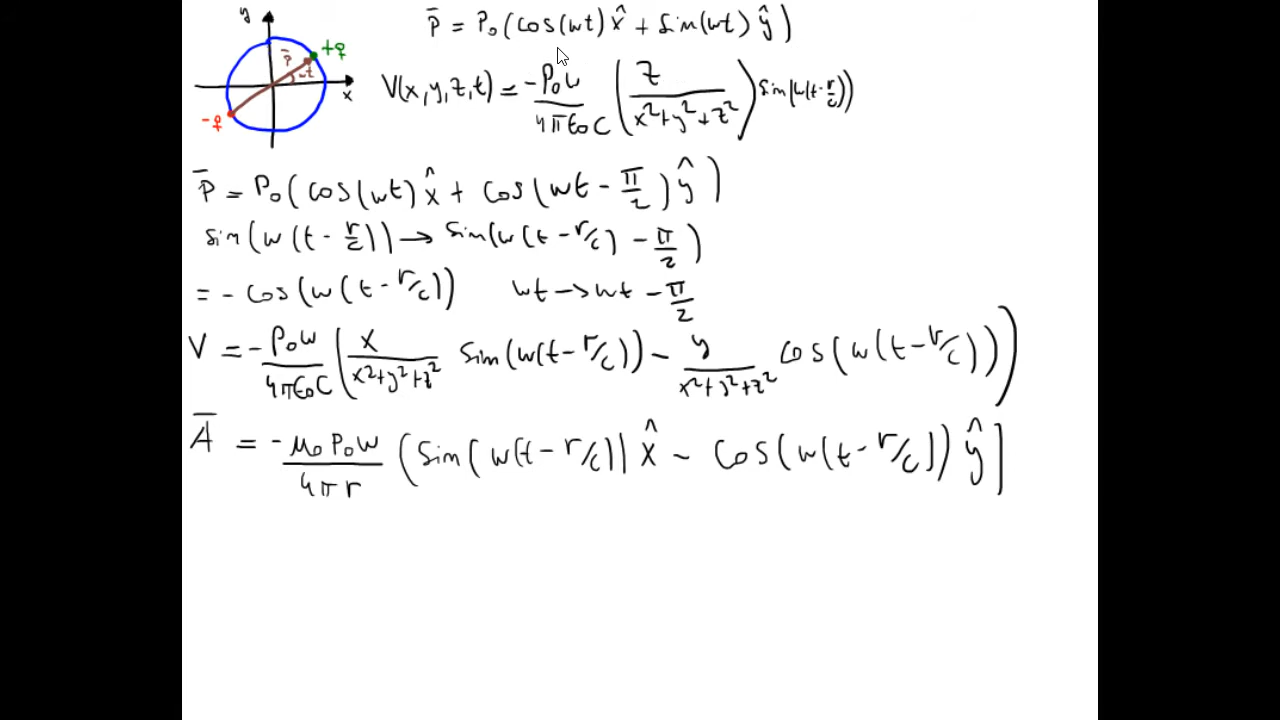 y
+q
p̄
wt
x
-q
p̄ = P₀(cos(wt) x̂ + sin(wt) ŷ)
V(x,y,z,t) = -P₀w/4πε₀c (z/x²+y²+z²) sin(w(t-r/c))
p̄ = P₀(cos(wt) x̂ + cos(wt - π/2) ŷ)
sin(w(t - r/c)) → sin(w(t - r/c) - π/2)
= - cos(w(t - r/c)) wt → wt - π/2
V = -P₀w/4πε₀c (x/x²+y²+z² sin(w(t-r/c)) - y/x²+y²+z² cos(w(t-r/c)))
Ā = -μ₀P₀w/4πr (sin(w(t-r/c)) x̂ - cos(w(t-r/c)) ŷ]